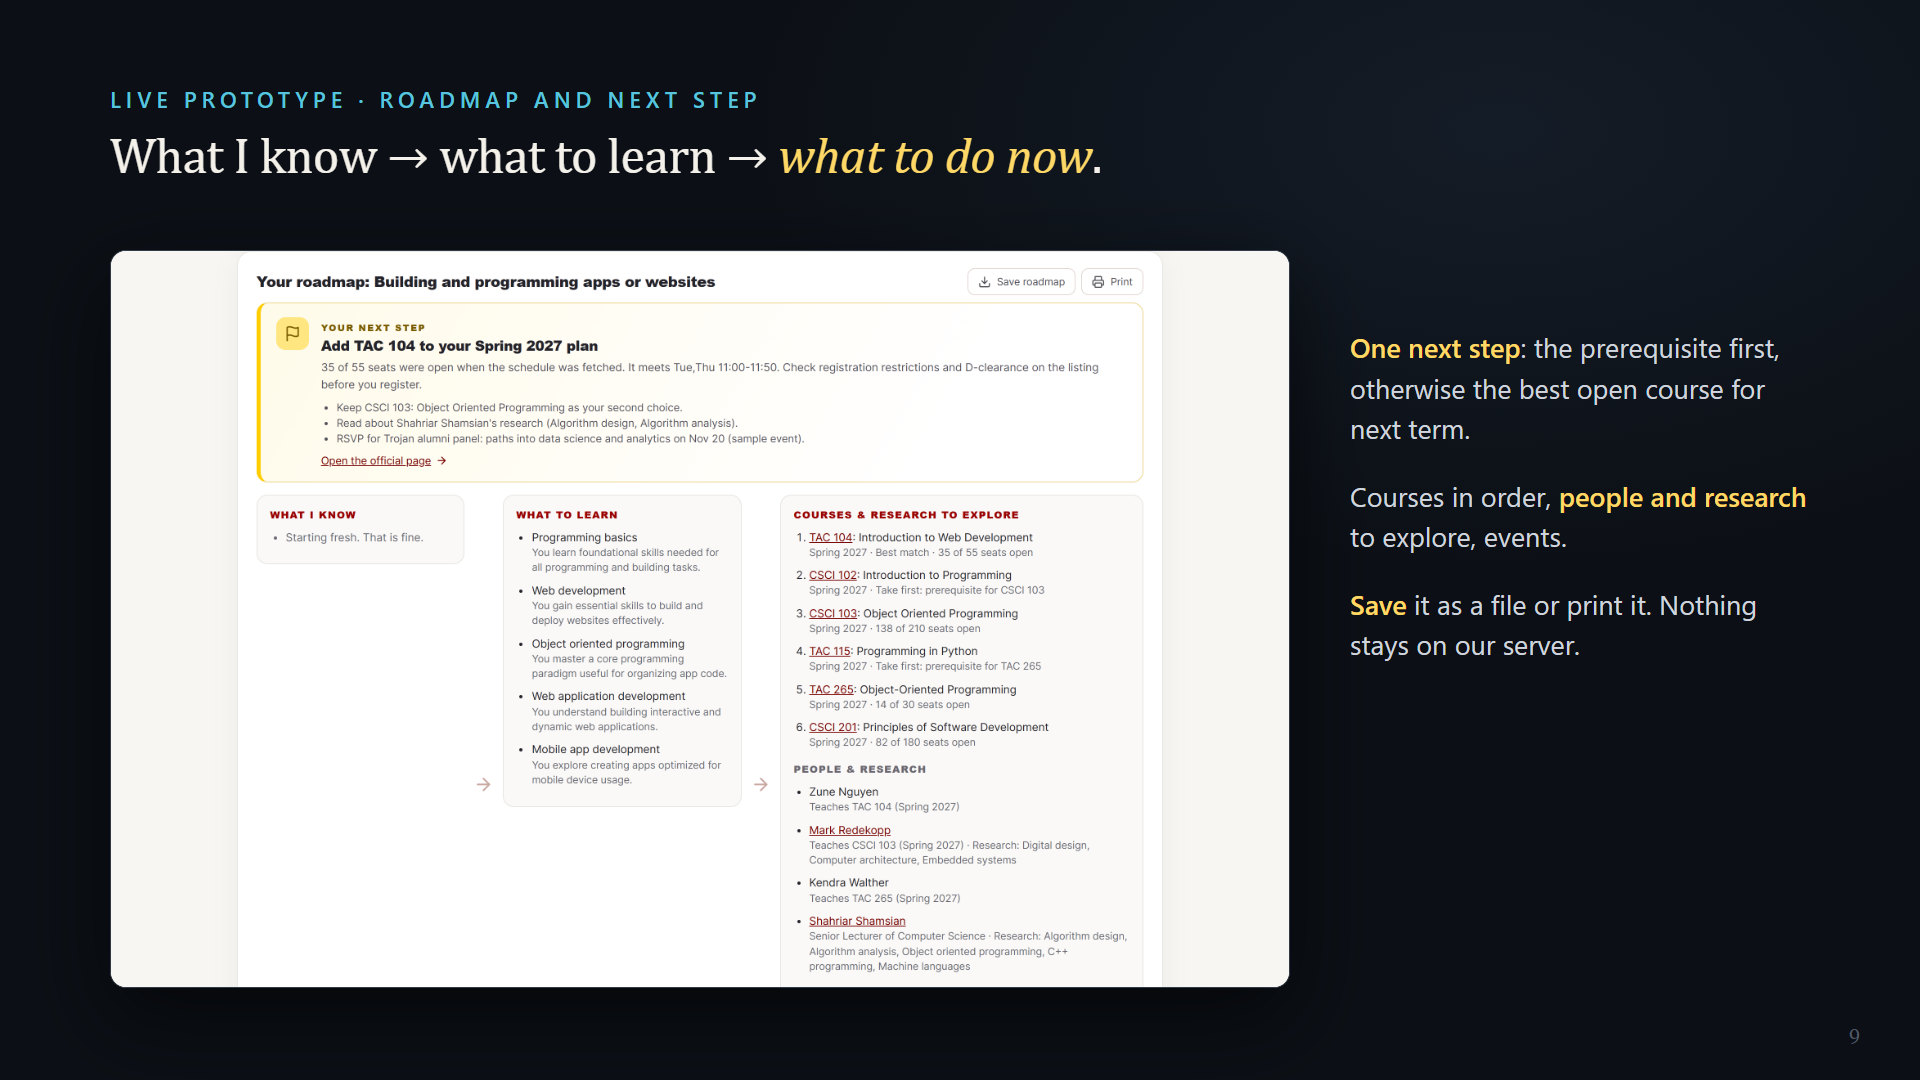 LIVE PROTOTYPE · ROADMAP AND NEXT STEP
What I know → what to learn → what to do now.
Your roadmap: Building and programming apps or websites
Save roadmap
Print
YOUR NEXT STEP
Add TAC 104 to your Spring 2027 plan
35 of 55 seats were open when the schedule was fetched. It meets Tue,Thu 11:00-11:50. Check registration restrictions and D-clearance on the listing
before you register.
• Keep CSCI 103: Object Oriented Programming as your second choice.
• Read about Shahriar Shamsian's research (Algorithm design, Algorithm analysis).
• RSVP for Trojan alumni panel: paths into data science and analytics on Nov 20 (sample event).
Open the official page →
WHAT I KNOW
• Starting fresh. That is fine.
→
WHAT TO LEARN
• Programming basics
You learn foundational skills needed for
all programming and building tasks.
• Web development
You gain essential skills to build and
deploy websites effectively.
• Object oriented programming
You master a core programming
paradigm useful for organizing app code.
• Web application development
You understand building interactive and
dynamic web applications.
• Mobile app development
You explore creating apps optimized for
mobile device usage.
→
COURSES & RESEARCH TO EXPLORE
1. TAC 104: Introduction to Web Development
Spring 2027 · Best match · 35 of 55 seats open
2. CSCI 102: Introduction to Programming
Spring 2027 · Take first: prerequisite for CSCI 103
3. CSCI 103: Object Oriented Programming
Spring 2027 · 138 of 210 seats open
4. TAC 115: Programming in Python
Spring 2027 · Take first: prerequisite for TAC 265
5. TAC 265: Object-Oriented Programming
Spring 2027 · 14 of 30 seats open
6. CSCI 201: Principles of Software Development
Spring 2027 · 82 of 180 seats open
PEOPLE & RESEARCH
• Zune Nguyen
Teaches TAC 104 (Spring 2027)
• Mark Redekopp
Teaches CSCI 103 (Spring 2027) · Research: Digital design,
Computer architecture, Embedded systems
• Kendra Walther
Teaches TAC 265 (Spring 2027)
• Shahriar Shamsian
Senior Lecturer of Computer Science · Research: Algorithm design,
Algorithm analysis, Object oriented programming, C++
programming, Machine languages
One next step: the prerequisite first,
otherwise the best open course for
next term.
Courses in order, people and research
to explore, events.
Save it as a file or print it. Nothing
stays on our server.
9